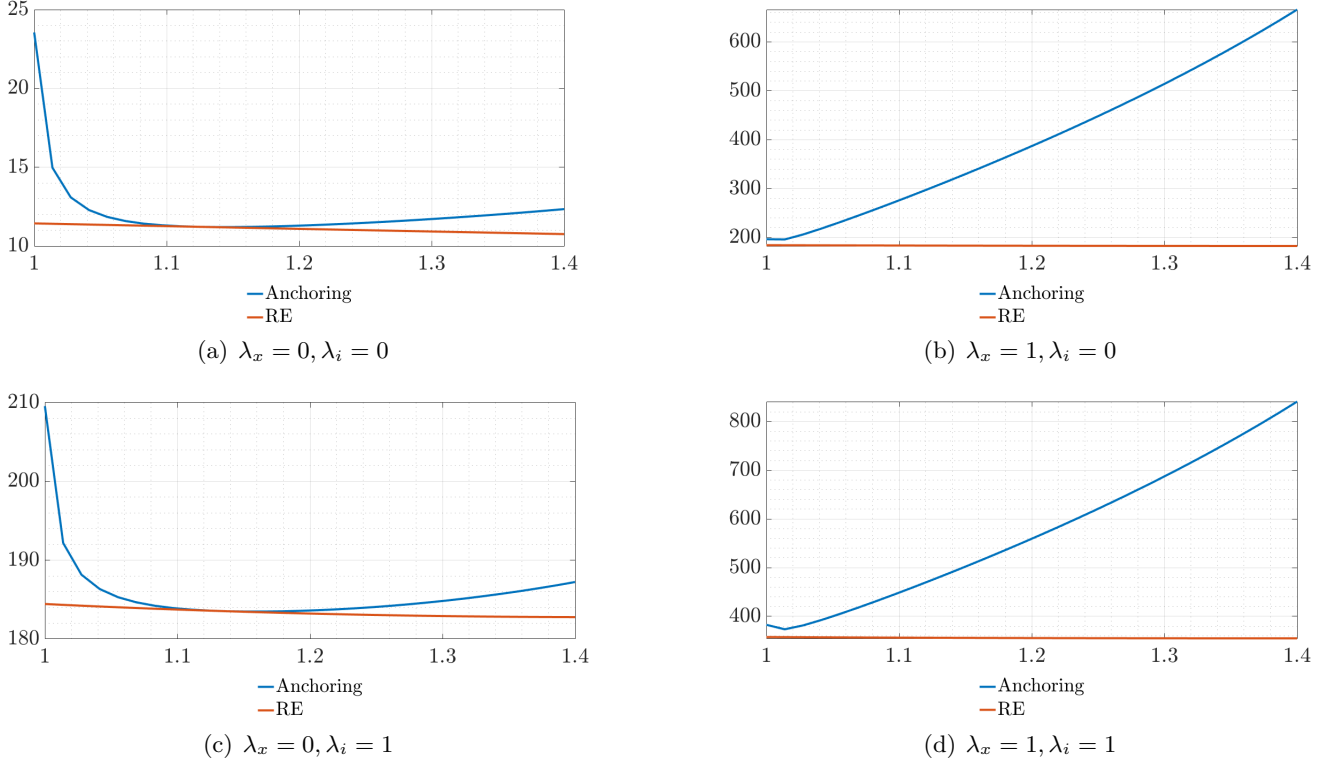 25
20
15
10
1 1.1 1.2 1.3 1.4
Anchoring
RE
(a) λ_x = 0, λ_i = 0
600
500
400
300
200
1 1.1 1.2 1.3 1.4
Anchoring
RE
(b) λ_x = 1, λ_i = 0
210
200
190
180
1 1.1 1.2 1.3 1.4
Anchoring
RE
(c) λ_x = 0, λ_i = 1
800
700
600
500
400
1 1.1 1.2 1.3 1.4
Anchoring
RE
(d) λ_x = 1, λ_i = 1